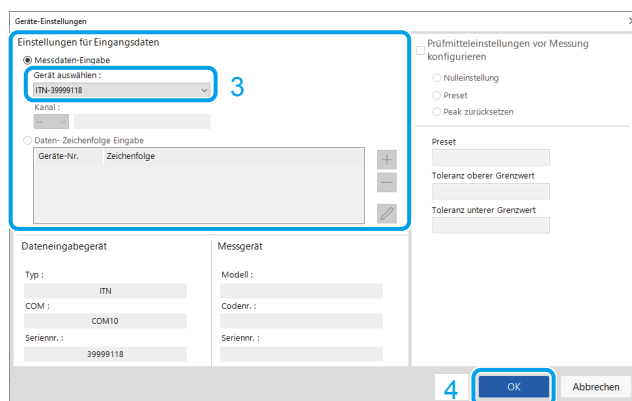 Geräte-Einstellungen
Einstellungen für Eingangsdaten
Messdaten-Eingabe
Gerät auswählen :
ITN-39999118
3
Kanal :
--
Daten- Zeichenfolge Eingabe
Geräte-Nr. Zeichenfolge
Dateneingabegerät
Typ :
ITN
COM :
COM10
Seriennr. :
39999118
Messgerät
Modell :
Codenr. :
Seriennr. :
Prüfmitteleinstellungen vor Messung
konfigurieren
Nulleinstellung
Preset
Peak zurücksetzen
Preset
Toleranz oberer Grenzwert
Toleranz unterer Grenzwert
4
OK
Abbrechen